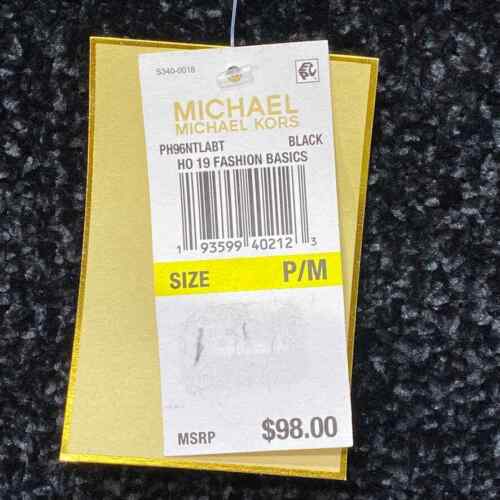 S340-0018
MICHAEL
MICHAEL KORS
PH96NTLABT BLACK
HO 19 FASHION BASICS
1 93599 40212 3
SIZE P/M
MSRP $98.00